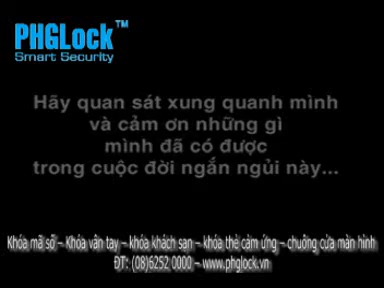 PHGLock™
Smart Security
Hãy quan sát xung quanh mình
và cảm ơn những gì
mình đã có được
trong cuộc đời ngắn ngủi này...
Khóa mã số – Khóa vân tay – khóa khách sạn – khóa thẻ cảm ứng – chuông cửa màn hình
ĐT: (08)6252 0000 – www.phglock.vn